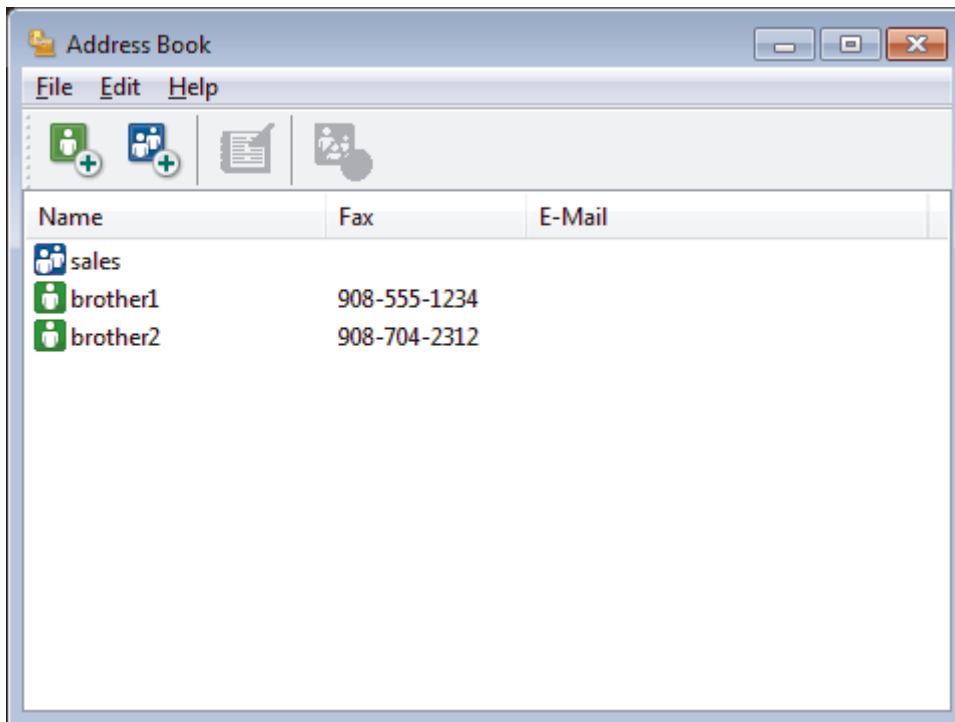 Address Book
File Edit Help
Name Fax E-Mail
sales
brother1 908-555-1234
brother2 908-704-2312